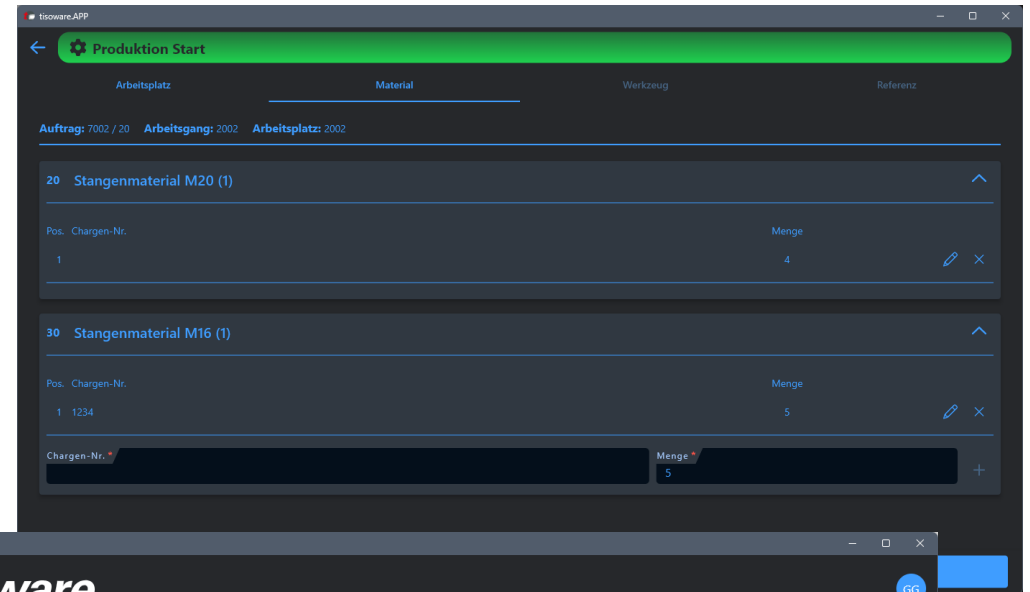 tisoware.APP
Produktion Start
Arbeitsplatz Material Werkzeug Referenz
Auftrag: 7002 / 20 Arbeitsgang: 2002 Arbeitsplatz: 2002
20 Stangenmaterial M20 (1)
Pos. Chargen-Nr. Menge
1 4
30 Stangenmaterial M16 (1)
Pos. Chargen-Nr. Menge
1 1234 5
Chargen-Nr. * Menge *
5
ware
GG